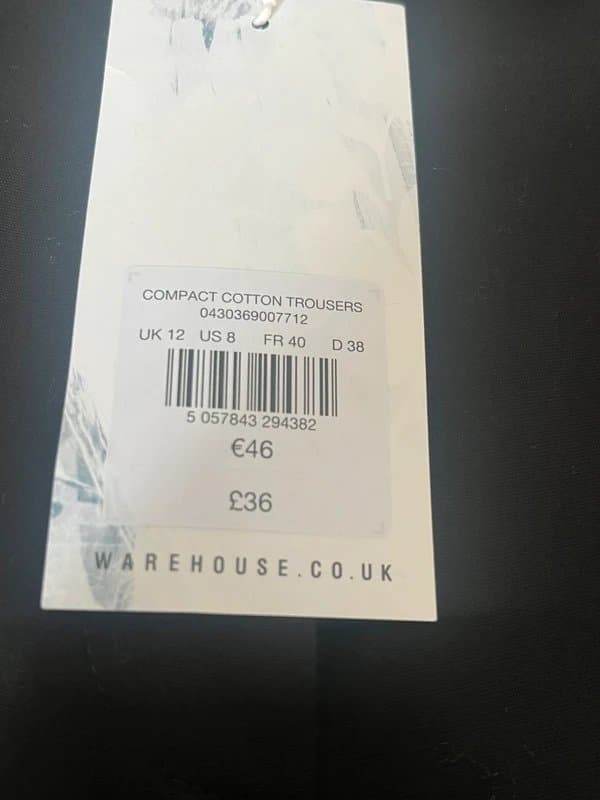 COMPACT COTTON TROUSERS
0430369007712
UK 12 US 8 FR 40 D 38
5 057843 294382
€46
£36
WAREHOUSE.CO.UK